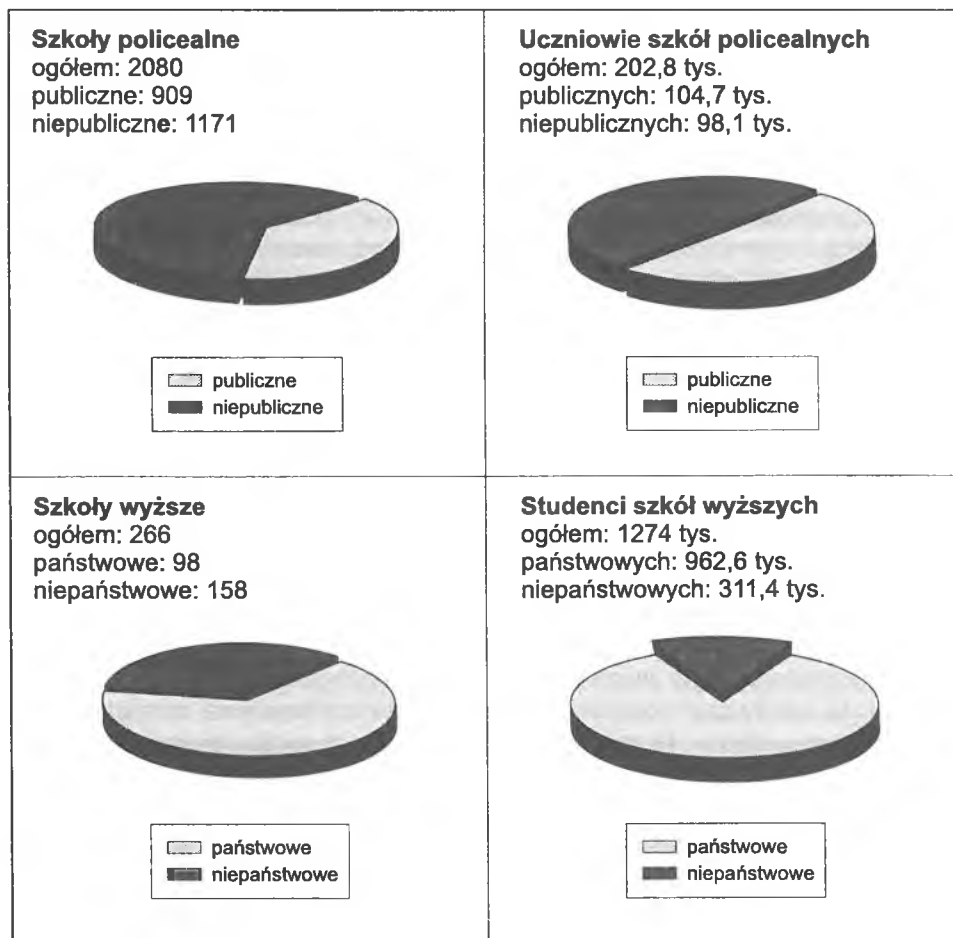 Szkoły policealne
ogółem: 2080
publiczne: 909
niepubliczne: 1171
publiczne
niepubliczne
Uczniowie szkół policealnych
ogółem: 202,8 tys.
publicznych: 104,7 tys.
niepublicznych: 98,1 tys.
publiczne
niepubliczne
Szkoły wyższe
ogółem: 266
państwowe: 98
niepaństwowe: 158
państwowe
niepaństwowe
Studenci szkół wyższych
ogółem: 1274 tys.
państwowych: 962,6 tys.
niepaństwowych: 311,4 tys.
państwowe
niepaństwowe